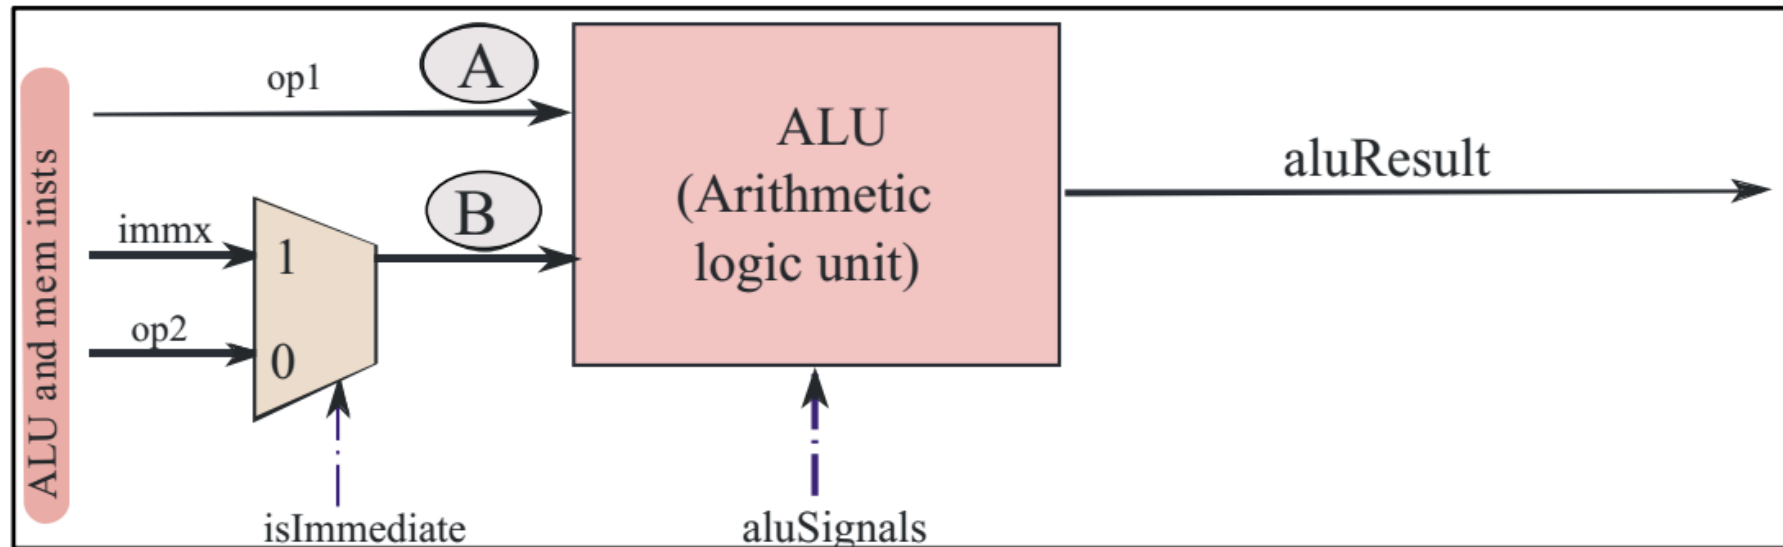 ALU and mem insts
op1
A
immx
1
B
op2
0
ALU
(Arithmetic
logic unit)
aluResult
isImmediate
aluSignals